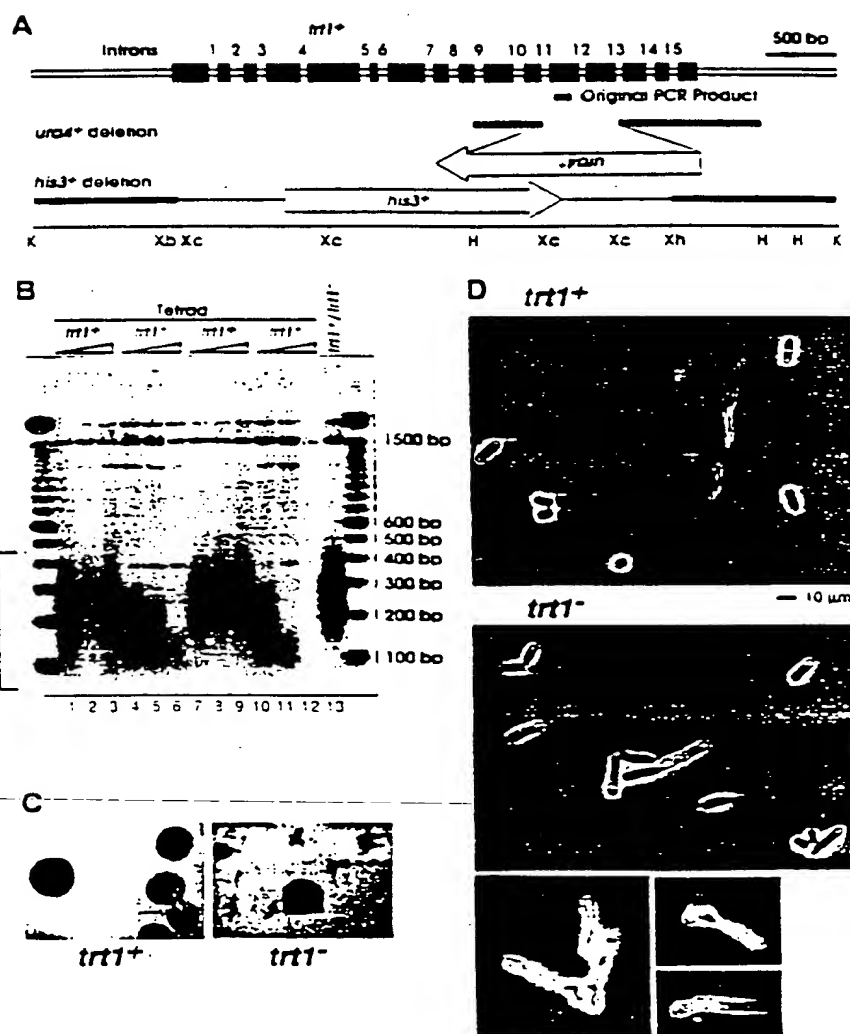 A
trt1+
Introns 1 2 3 4 5 6 7 8 9 10 11 12 13 14 15
500 bp
Original PCR Product
ura4+ deletion
ura4+
his3+ deletion
his3+
K Xb Xc Xc H Xc Xc Xh H H K
B
Tetrad
trt1+ trt1- trt1+ trt1- trt1+/trt1-
1500 bp
600 bp
500 bp
400 bp
300 bp
200 bp
100 bp
1 2 3 4 5 6 7 8 9 10 11 12 13
C
trt1+ trt1-
D
trt1+
10 µm
trt1-